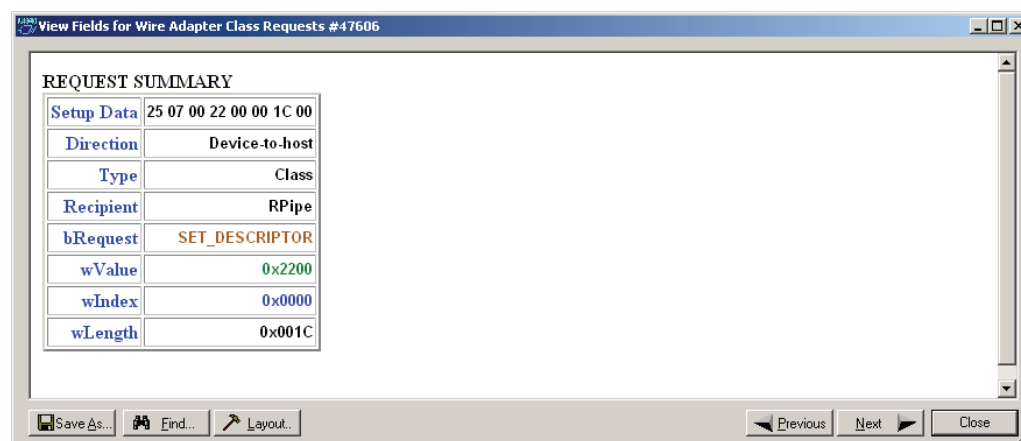 View Fields for Wire Adapter Class Requests #47606
REQUEST SUMMARY
Setup Data 25 07 00 22 00 00 1C 00
Direction Device-to-host
Type Class
Recipient RPipe
bRequest SET_DESCRIPTOR
wValue 0x2200
wIndex 0x0000
wLength 0x001C
Save As... Find... Layout.. Previous Next Close